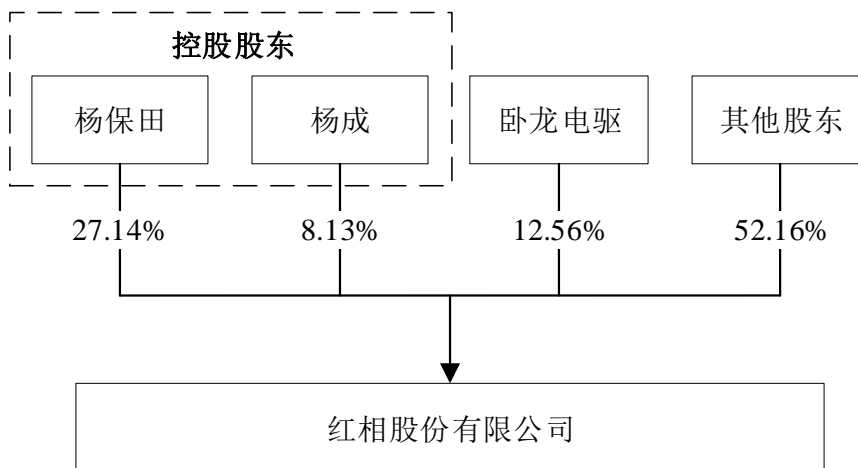 控股股东
杨保田
杨成
卧龙电驱
其他股东
27.14%
8.13%
12.56%
52.16%
红相股份有限公司